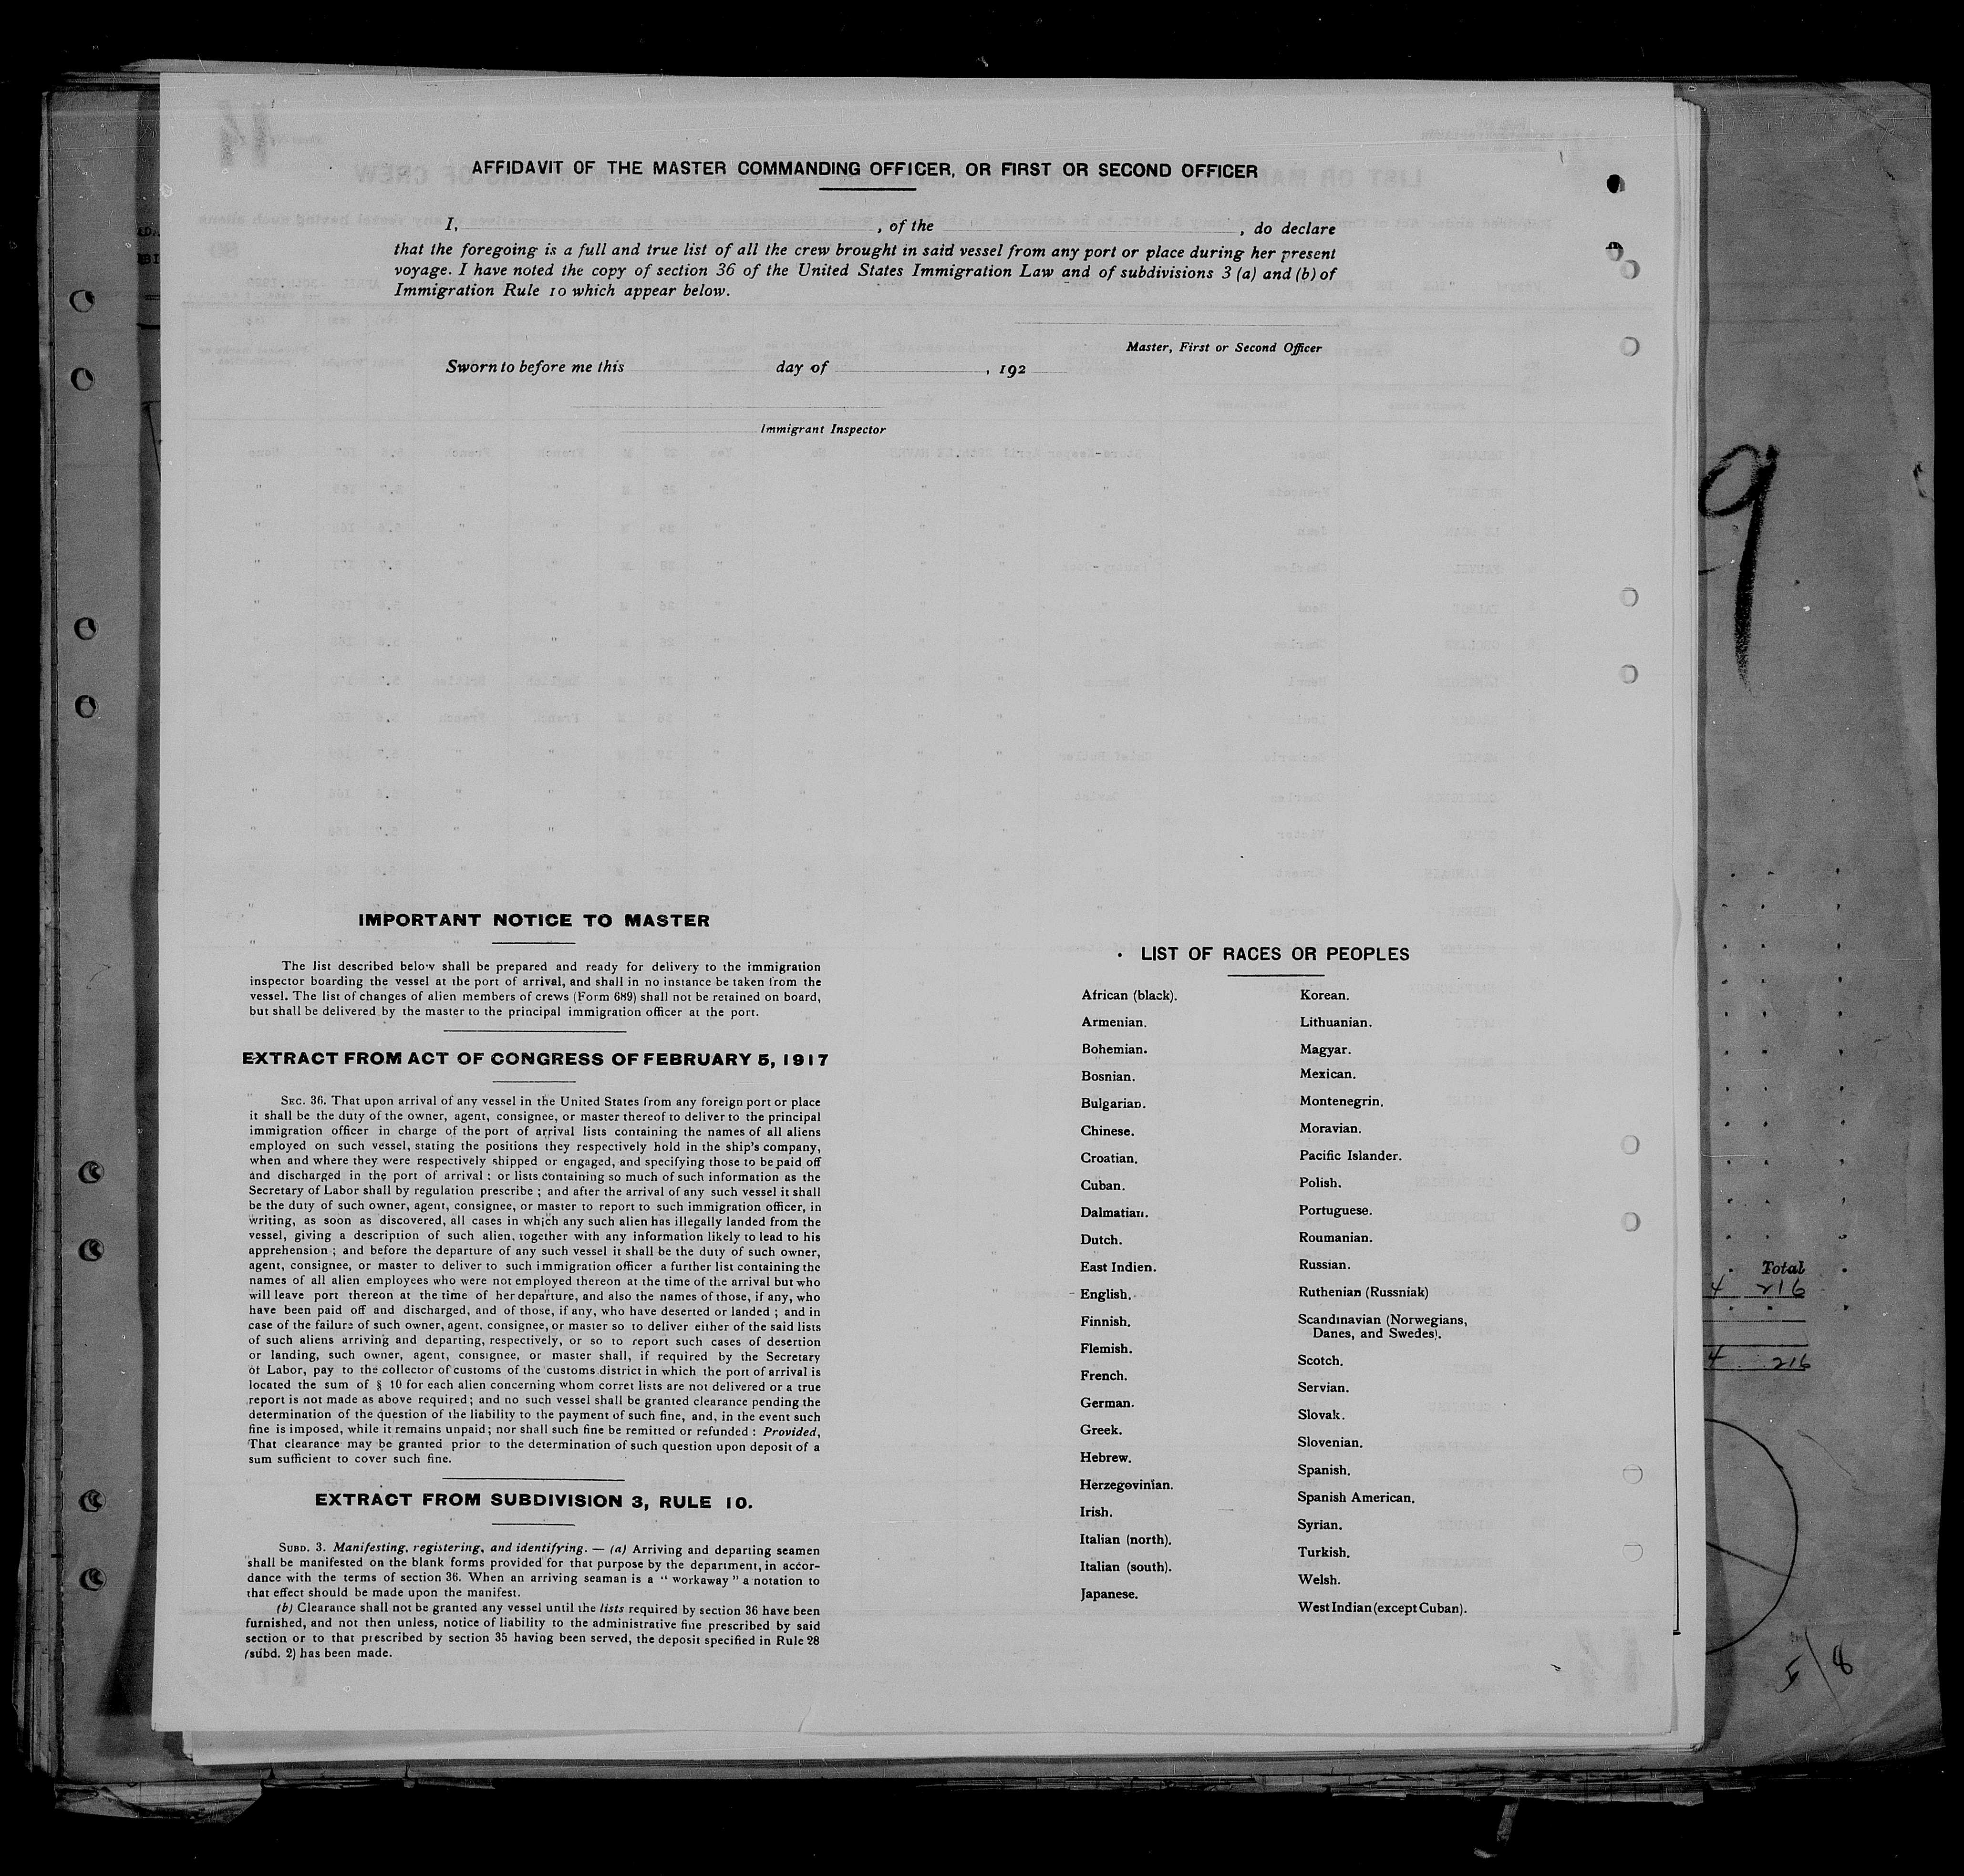 AFFIDAVIT OF THE MASTER COMMANDING OFFICER, OR FIRST OR SECOND OFFICER
I, , of the , do declare
that the foregoing is a full and true list of all the crew brought in said vessel from any port or place during her present
voyage. I have noted the copy of section 36 of the United States Immigration Law and of subdivisions 3 (a) and (b) of
Immigration Rule 10 which appear below.
Master, First or Second Officer
Sworn to before me this day of , 192
Immigrant Inspector
IMPORTANT NOTICE TO MASTER
The list described below shall be prepared and ready for delivery to the immigration
inspector boarding the vessel at the port of arrival, and shall in no instance be taken from the
vessel. The list of changes of alien members of crews (Form 689) shall not be retained on board,
but shall be delivered by the master to the principal immigration officer at the port.
EXTRACT FROM ACT OF CONGRESS OF FEBRUARY 5, 1917
SEC. 36. That upon arrival of any vessel in the United States from any foreign port or place
it shall be the duty of the owner, agent, consignee, or master thereof to deliver to the principal
immigration officer in charge of the port of arrival lists containing the names of all aliens
employed on such vessel, stating the positions they respectively hold in the ship's company,
when and where they were respectively shipped or engaged, and specifying those to be paid off
and discharged in the port of arrival ; or lists containing so much of such information as the
Secretary of Labor shall by regulation prescribe ; and after the arrival of any such vessel it shall
be the duty of such owner, agent, consignee, or master to report to such immigration officer, in
writing, as soon as discovered, all cases in which any such alien has illegally landed from the
vessel, giving a description of such alien, together with any information likely to lead to his
apprehension ; and before the departure of any such vessel it shall be the duty of such owner,
agent, consignee, or master to deliver to such immigration officer a further list containing the
names of all alien employees who were not employed thereon at the time of the arrival but who
will leave port thereon at the time of her departure, and also the names of those, if any, who
have been paid off and discharged, and of those, if any, who have deserted or landed ; and in
case of the failure of such owner, agent, consignee, or master so to deliver either of the said lists
of such aliens arriving and departing, respectively, or so to report such cases of desertion
or landing, such owner, agent, consignee, or master shall, if required by the Secretary
of Labor, pay to the collector of customs of the customs district in which the port of arrival is
located the sum of § 10 for each alien concerning whom corret lists are not delivered or a true
report is not made as above required ; and no such vessel shall be granted clearance pending the
determination of the question of the liability to the payment of such fine, and, in the event such
fine is imposed, while it remains unpaid ; nor shall such fine be remitted or refunded : Provided,
That clearance may be granted prior to the determination of such question upon deposit of a
sum sufficient to cover such fine.
EXTRACT FROM SUBDIVISION 3, RULE 10.
SUBD. 3. Manifesting, registering, and identifying. — (a) Arriving and departing seamen
shall be manifested on the blank forms provided for that purpose by the department, in accor-
dance with the terms of section 36. When an arriving seaman is a " workaway " a notation to
that effect should be made upon the manifest.
(b) Clearance shall not be granted any vessel until the lists required by section 36 have been
furnished, and not then unless, notice of liability to the administrative fine prescribed by said
section or to that prescribed by section 35 having been served, the deposit specified in Rule 28
(subd. 2) has been made.
LIST OF RACES OR PEOPLES
African (black).
Armenian.
Bohemian.
Bosnian.
Bulgarian.
Chinese.
Croatian.
Cuban.
Dalmatian.
Dutch.
East Indien.
English.
Finnish.
Flemish.
French.
German.
Greek.
Hebrew.
Herzegovinian.
Irish.
Italian (north).
Italian (south).
Japanese.
Korean.
Lithuanian.
Magyar.
Mexican.
Montenegrin.
Moravian.
Pacific Islander.
Polish.
Portuguese.
Roumanian.
Russian.
Ruthenian (Russniak)
Scandinavian (Norwegians,
Danes, and Swedes).
Scotch.
Servian.
Slovak.
Slovenian.
Spanish.
Spanish American.
Syrian.
Turkish.
Welsh.
West Indian (except Cuban).
9
Total
4 216
4 216
5/8